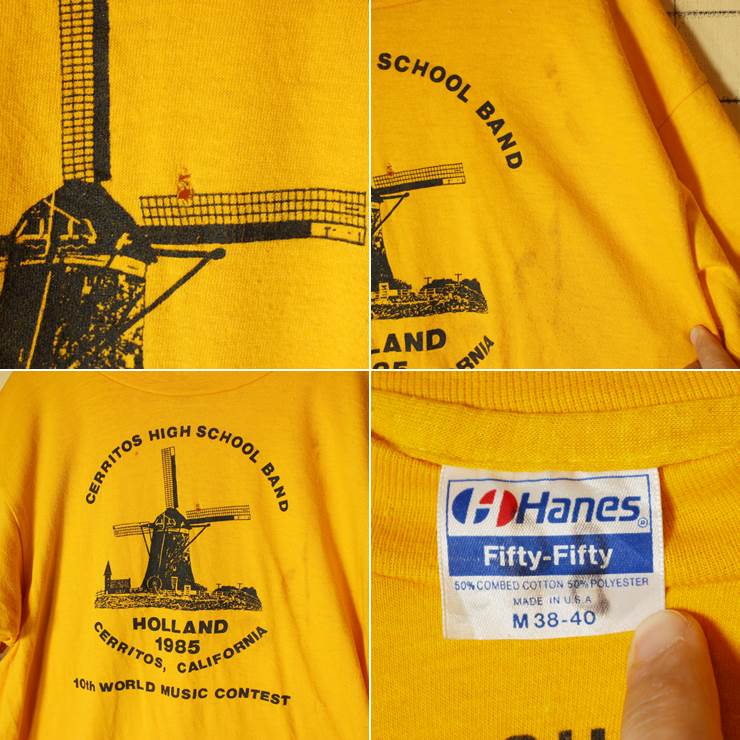 SCHOOL BAND
LAND
CERRITOS HIGH SCHOOL BAND
HOLLAND
1985
CERRITOS, CALIFORNIA
10th WORLD MUSIC CONTEST
Hanes®
Fifty-Fifty
50% COMBED COTTON 50% POLYESTER
MADE IN U.S.A
M 38-40